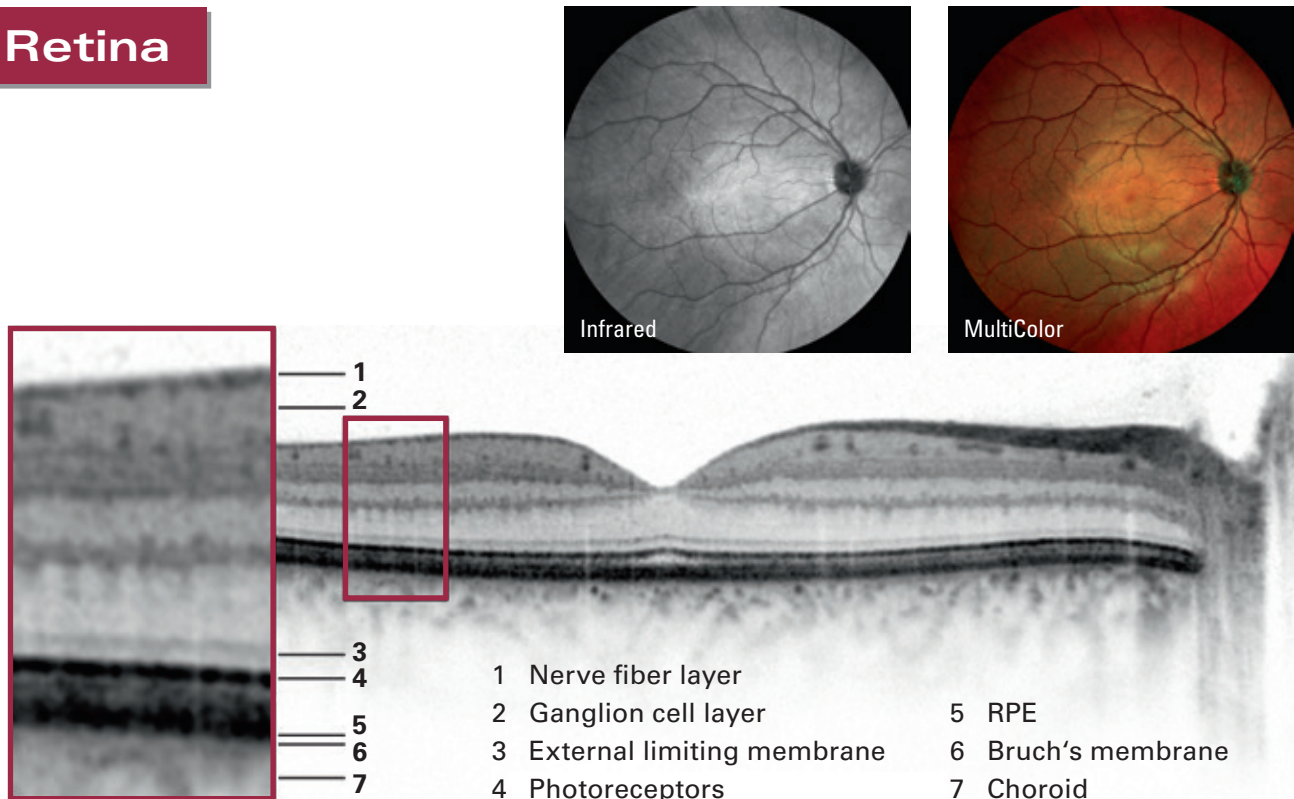 Retina
Infrared
MultiColor
1
2
3
4
5
6
7
1 Nerve fiber layer
2 Ganglion cell layer
3 External limiting membrane
4 Photoreceptors
5 RPE
6 Bruch‘s membrane
7 Choroid